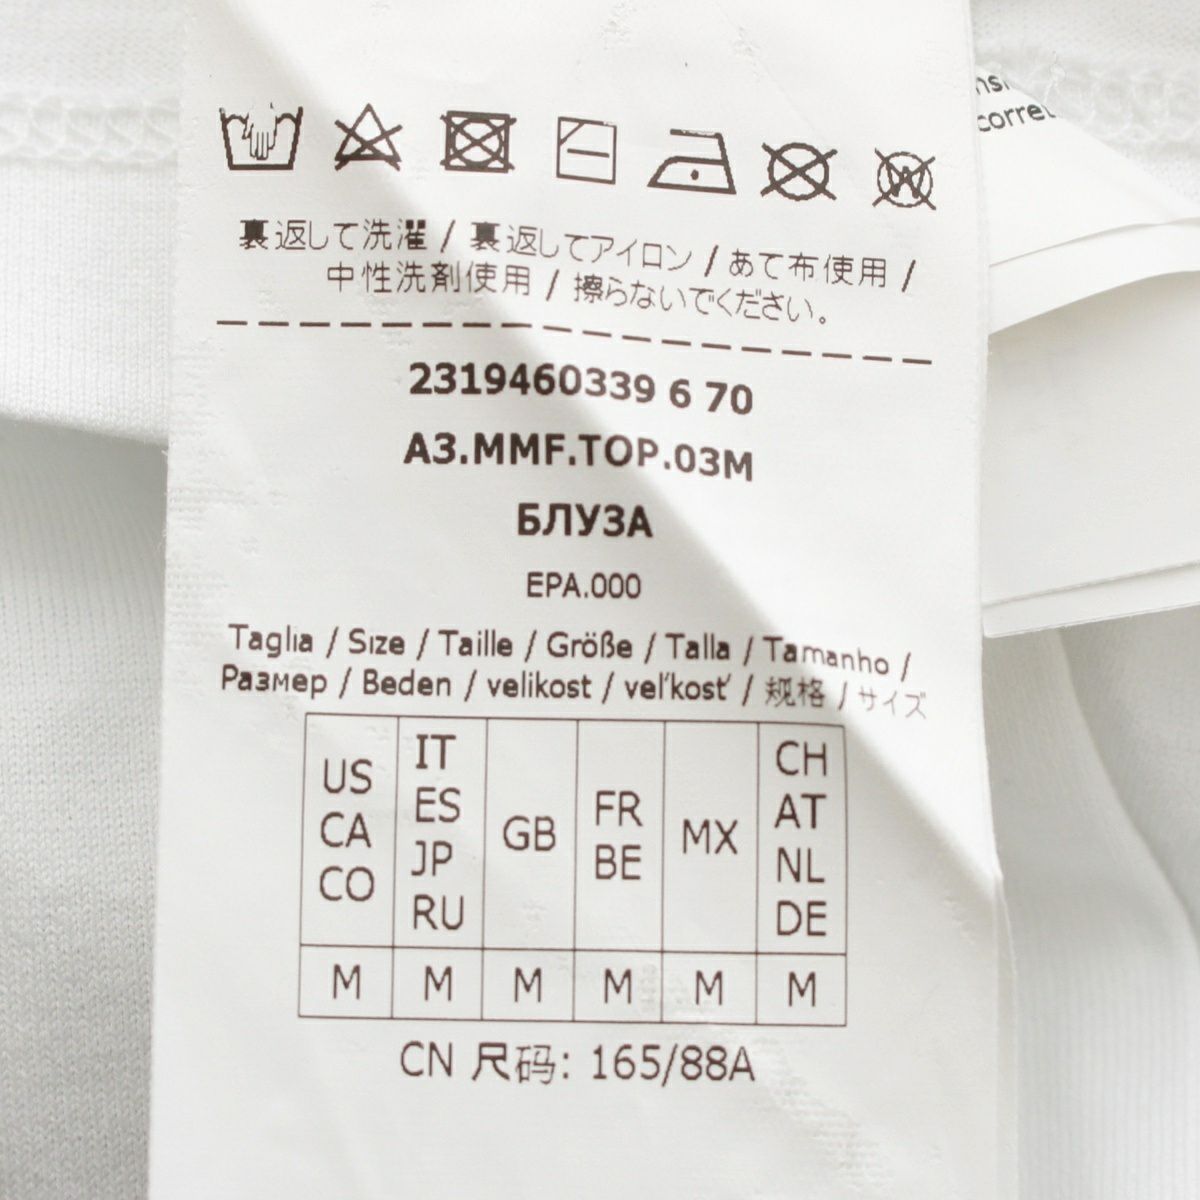 裏返して洗濯 / 裏返してアイロン / あて布使用 /
中性洗剤使用 / 擦らないでください。
2319460339 6 70
A3.MMF.TOP.03M
БЛУЗА
EPA.000
Taglia / Size / Taille / Größe / Talla / Tamanho /
Размер / Beden / velikost / veľkosť / 规格 / サイズ
US CA CO
IT ES JP RU
GB
FR BE
MX
CH AT NL DE
M M M M M M
CN 尺码: 165/88A